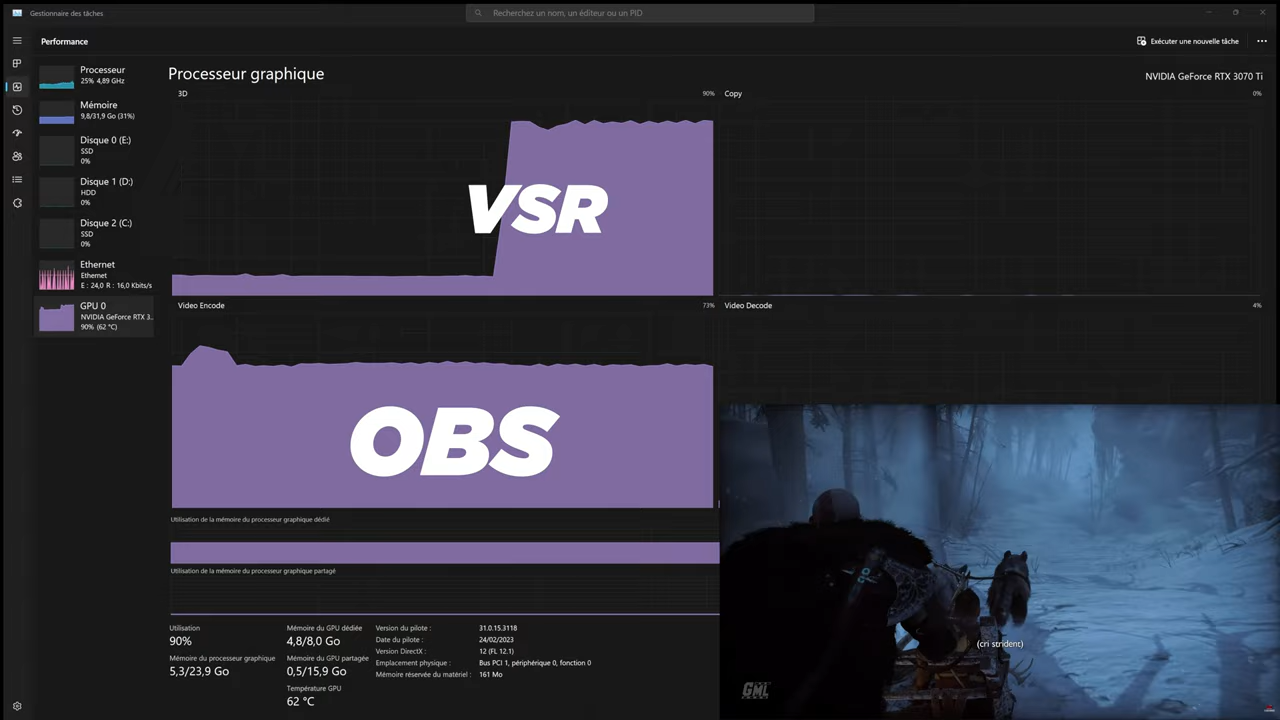 Gestionnaire des tâches
Recherchez un nom, un éditeur ou un PID
Performance
Exécuter une nouvelle tâche
Processeur
25% 4,89 GHz
Mémoire
9,8/31,9 Go (31%)
Disque 0 (E:)
SSD
0%
Disque 1 (D:)
HDD
0%
Disque 2 (C:)
SSD
0%
Ethernet
Ethernet
E : 24,0 R : 16,0 Kbits/s
GPU 0
NVIDIA GeForce RTX 3...
90% (62 °C)
Processeur graphique
NVIDIA GeForce RTX 3070 Ti
3D 90%
Copy 0%
VSR
Video Encode 73%
Video Decode 4%
OBS
Utilisation de la mémoire du processeur graphique dédié
Utilisation de la mémoire du processeur graphique partagé
Utilisation
90%
Mémoire du processeur graphique
5,3/23,9 Go
Mémoire du GPU dédiée
4,8/8,0 Go
Mémoire du GPU partagée
0,5/15,9 Go
Température GPU
62 °C
Version du pilote : 31.0.15.3118
Date du pilote : 24/02/2023
Version DirectX : 12 (FL 12.1)
Emplacement physique : Bus PCI 1, périphérique 0, fonction 0
Mémoire réservée du matériel : 161 Mo
(cri strident)
GML